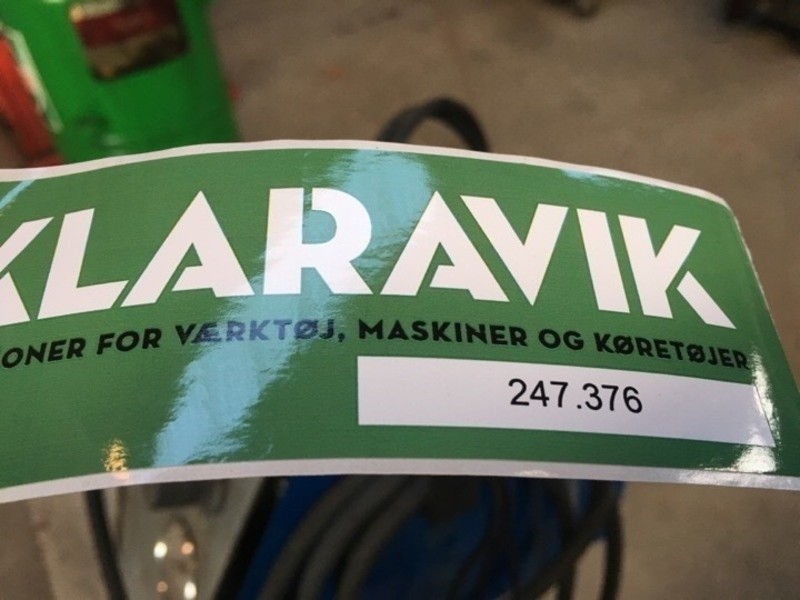 KLARAVIK
ONER FOR VÆRKTØJ, MASKINER OG KØRETØJER
247.376